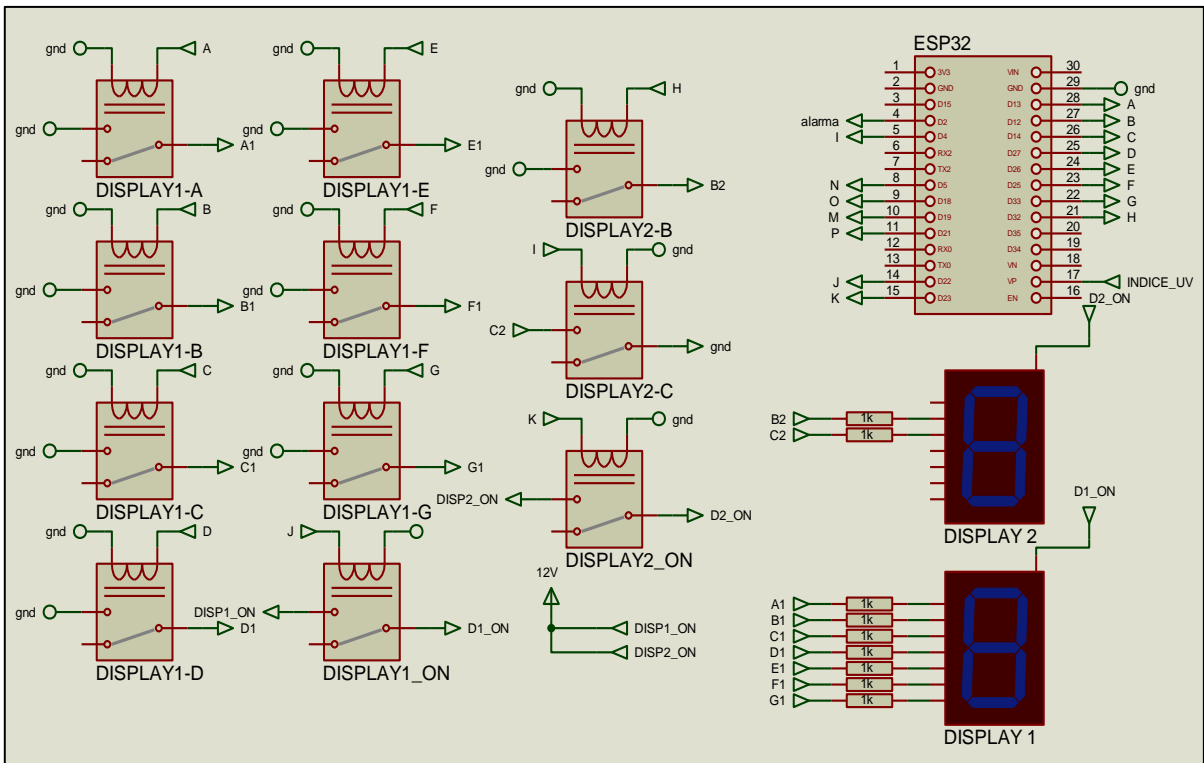 gnd A
gnd
A1
DISPLAY1-A
gnd B
gnd
B1
DISPLAY1-B
gnd C
gnd
C1
DISPLAY1-C
gnd D
gnd
D1
DISPLAY1-D
gnd E
gnd
E1
DISPLAY1-E
gnd F
gnd
F1
DISPLAY1-F
gnd G
gnd
G1
DISPLAY1-G
J
DISP1_ON
D1_ON
DISPLAY1_ON
gnd H
gnd
B2
DISPLAY2-B
I gnd
C2
gnd
DISPLAY2-C
K gnd
DISP2_ON
D2_ON
DISPLAY2_ON
12V
DISP1_ON
DISP2_ON
ESP32
1 3V3 VIN 30
2 GND GND 29 gnd
3 D15 D13 28 A
alarma 4 D2 D12 27 B
I 5 D4 D14 26 C
6 RX2 D27 25 D
7 TX2 D26 24 E
N 8 D5 D25 23 F
O 9 D18 D33 22 G
M 10 D19 D32 21 H
P 11 D21 D35 20
12 RX0 D34 19
13 TX0 VN 18
J 14 D22 VP 17 INDICE_UV
K 15 D23 EN 16
D2_ON
B2 1k
C2 1k
DISPLAY 2
D1_ON
A1 1k
B1 1k
C1 1k
D1 1k
E1 1k
F1 1k
G1 1k
DISPLAY 1